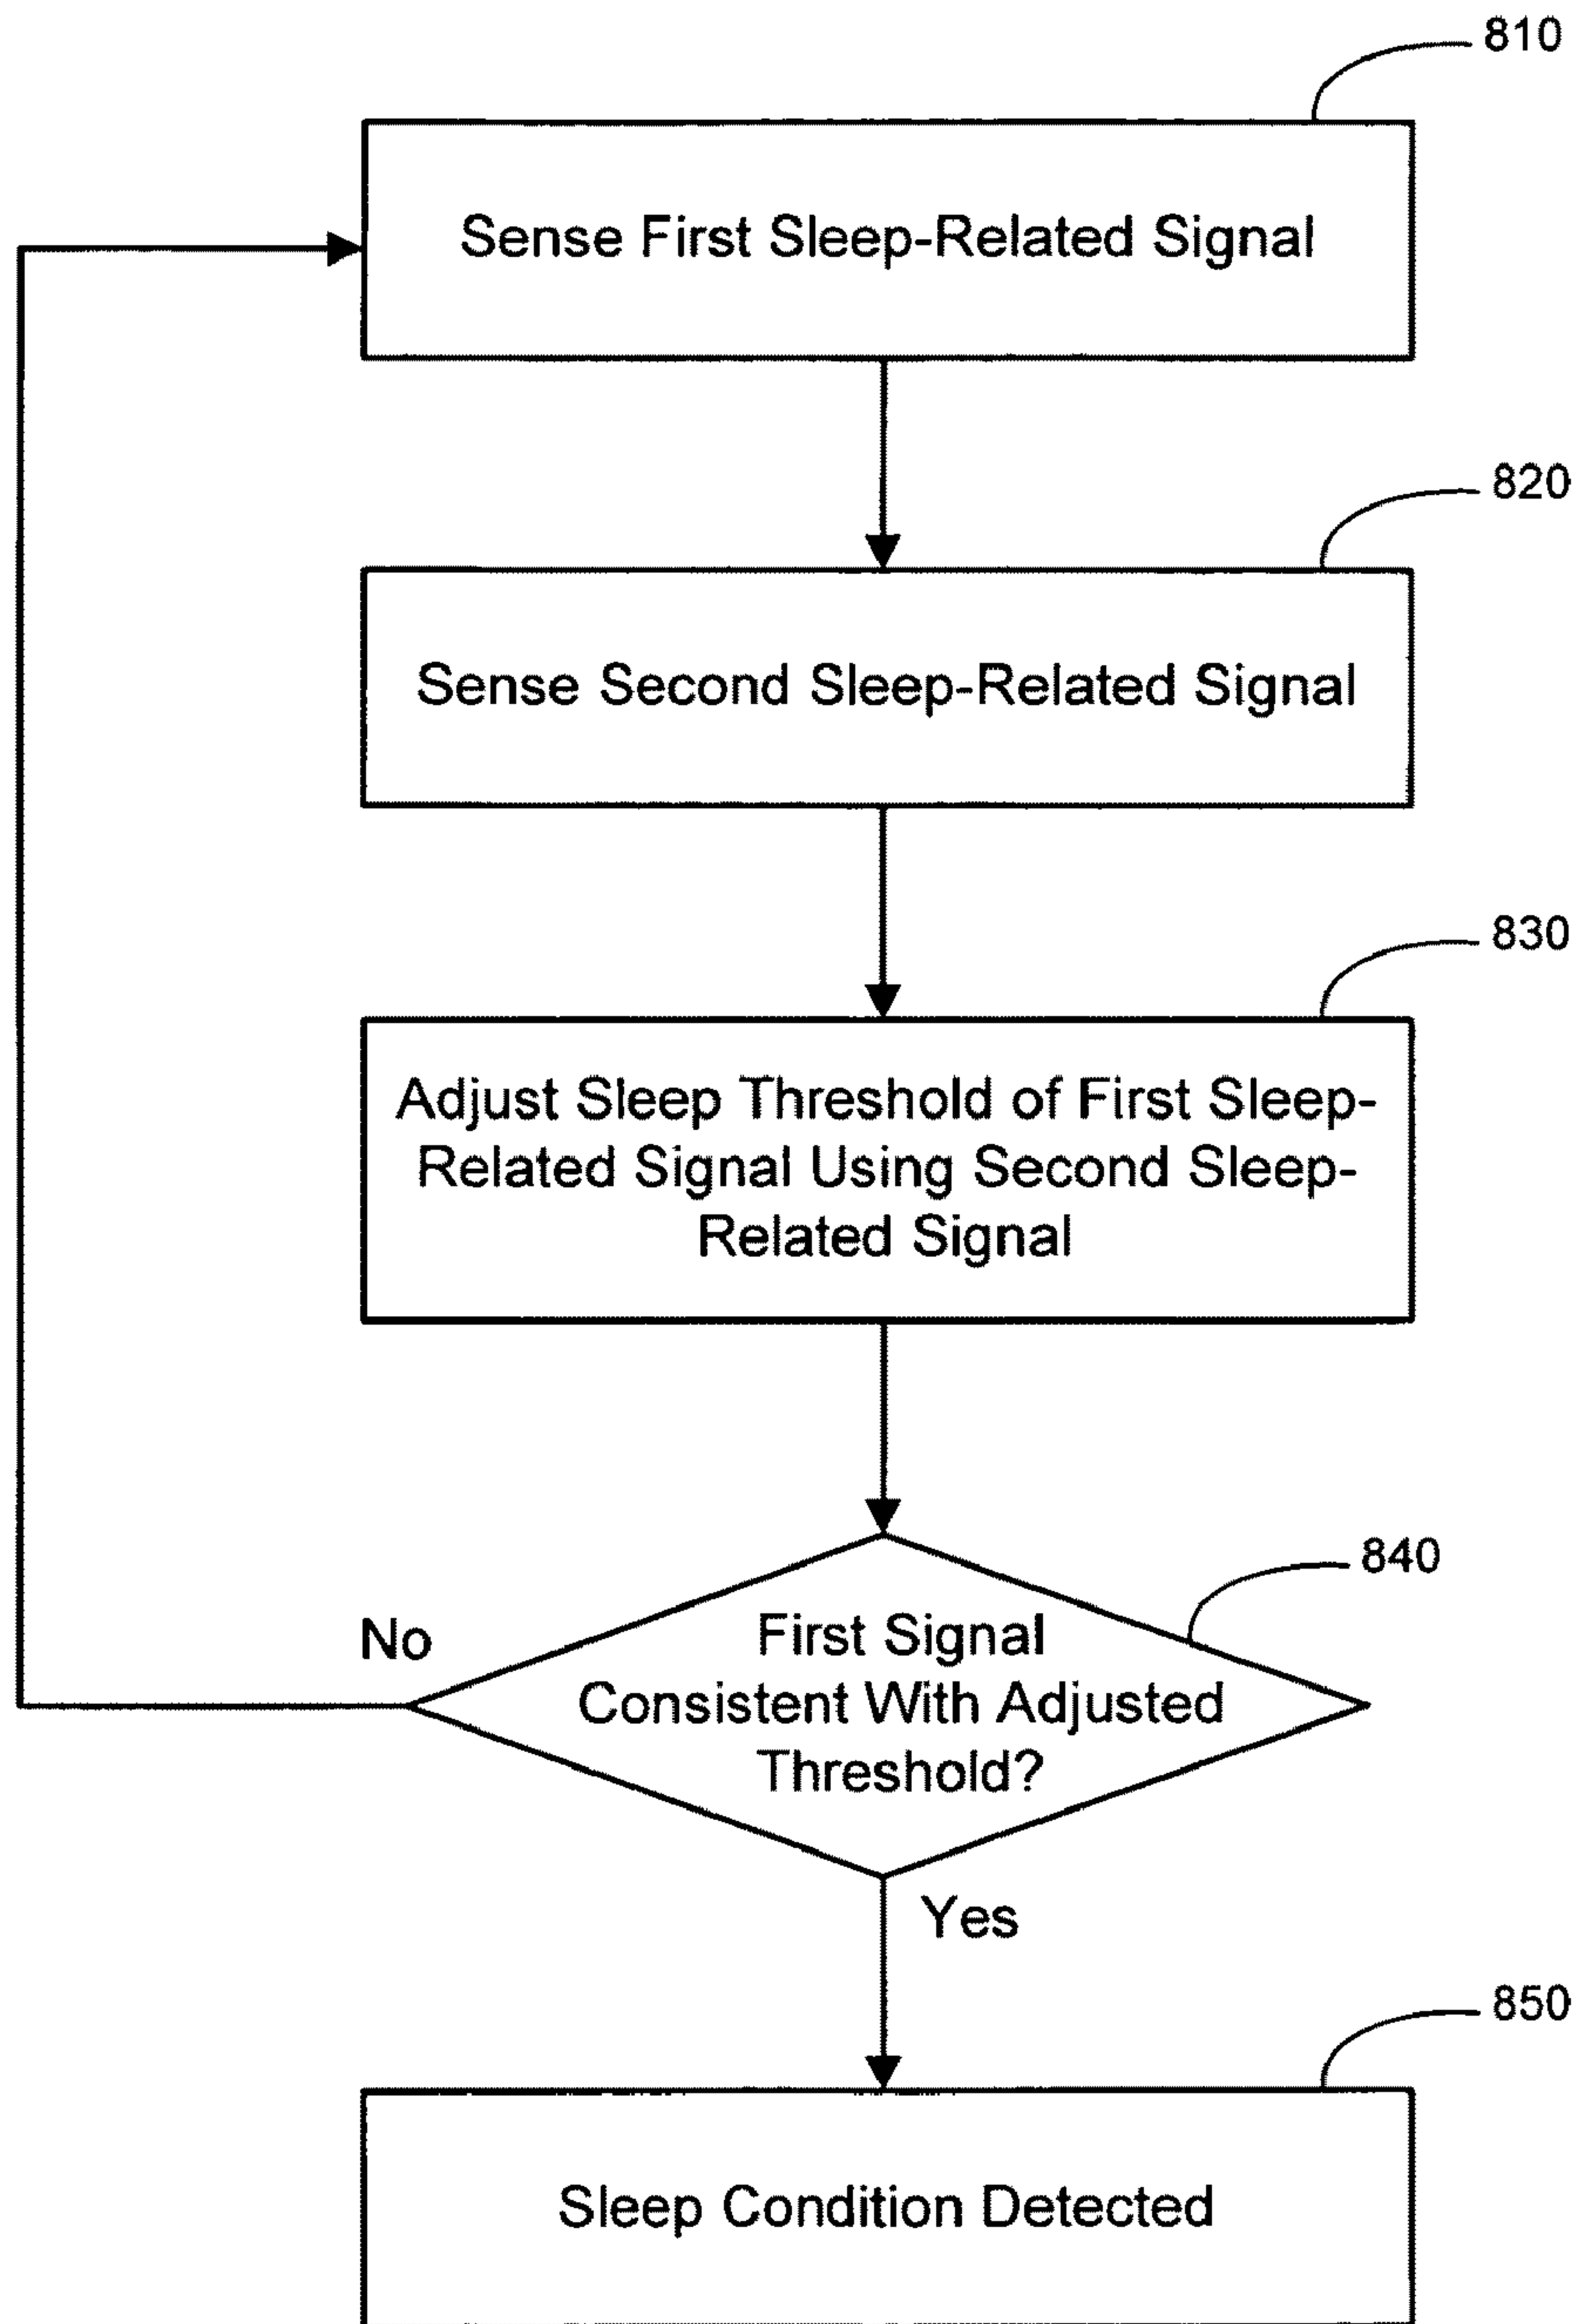 810
Sense First Sleep-Related Signal
820
Sense Second Sleep-Related Signal
830
Adjust Sleep Threshold of First Sleep-
Related Signal Using Second Sleep-
Related Signal
840
No
First Signal
Consistent With Adjusted
Threshold?
Yes
850
Sleep Condition Detected